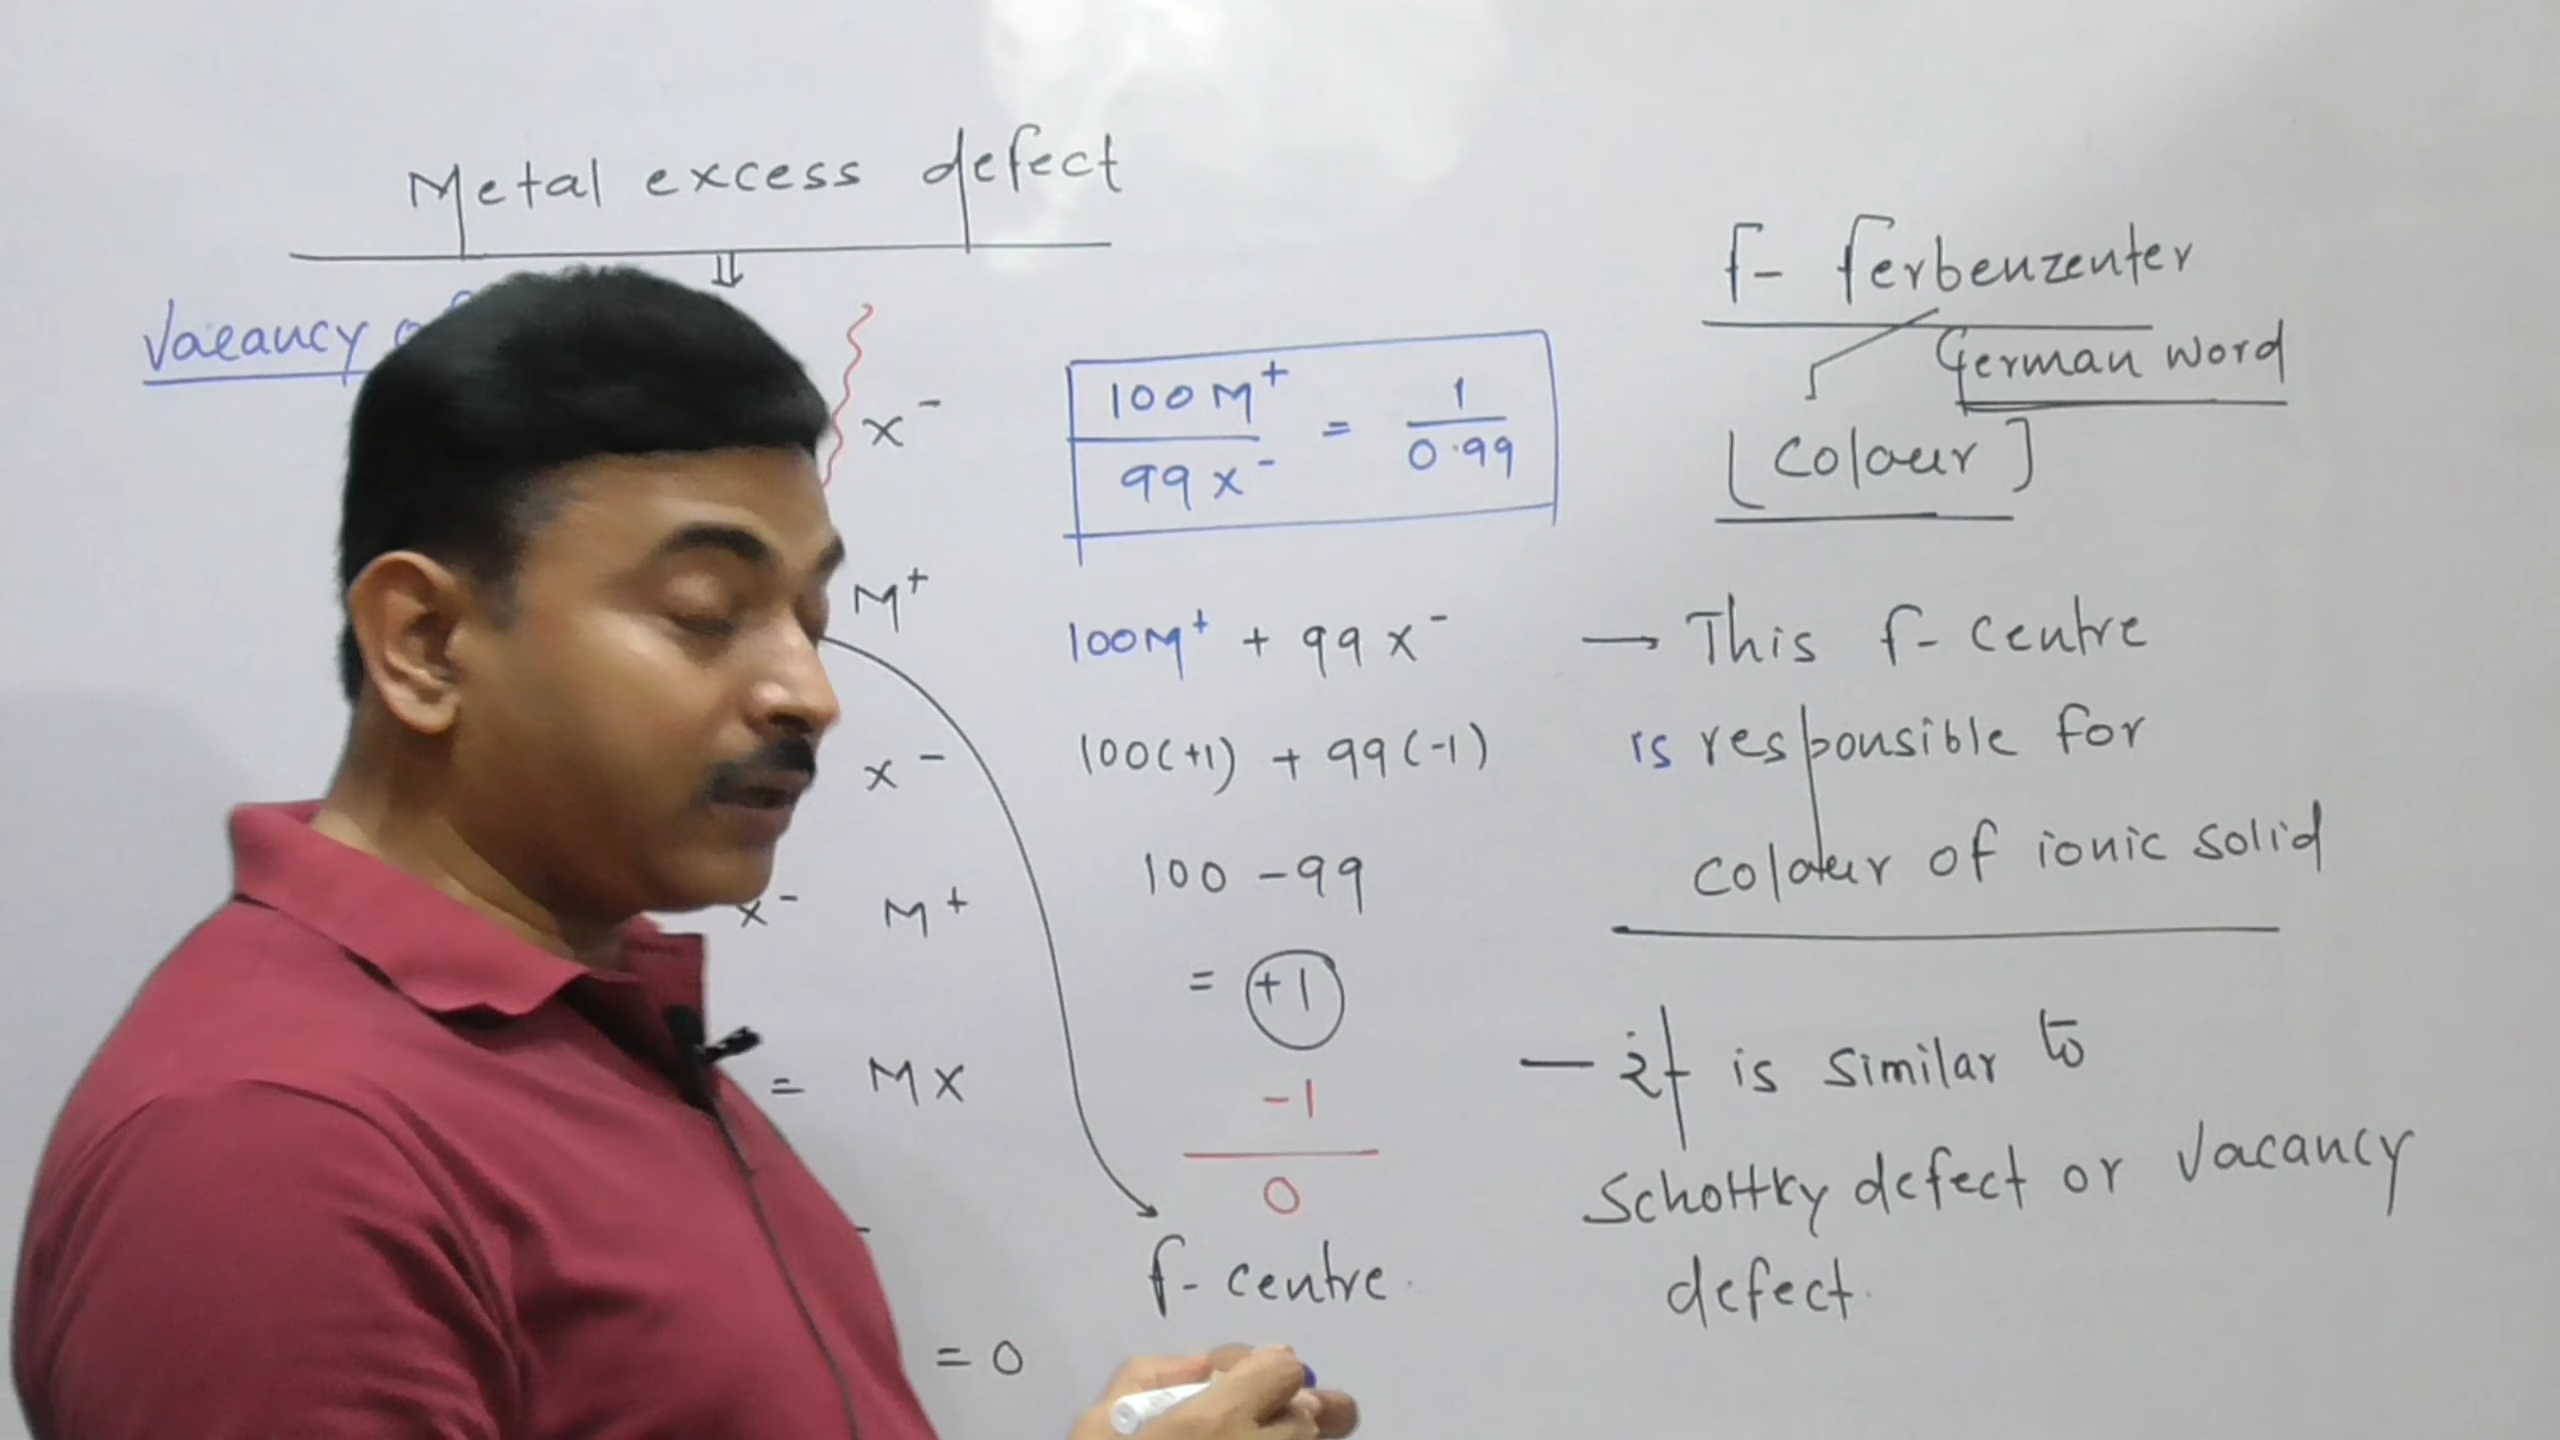 Metal excess defect
⇓
Vacancy
x⁻
M⁺
x⁻
x⁻ M⁺
= MX
= 0
100M⁺ / 99x⁻ = 1 / 0.99
100M⁺ + 99x⁻
100(+1) + 99(-1)
100 - 99
= +1
-1
0
f-centre.
f- ferbenzenter
German word
[Colour]
→ This f-centre
is responsible for
colour of ionic solid
- it is similar to
Schottky defect or Vacancy
defect.